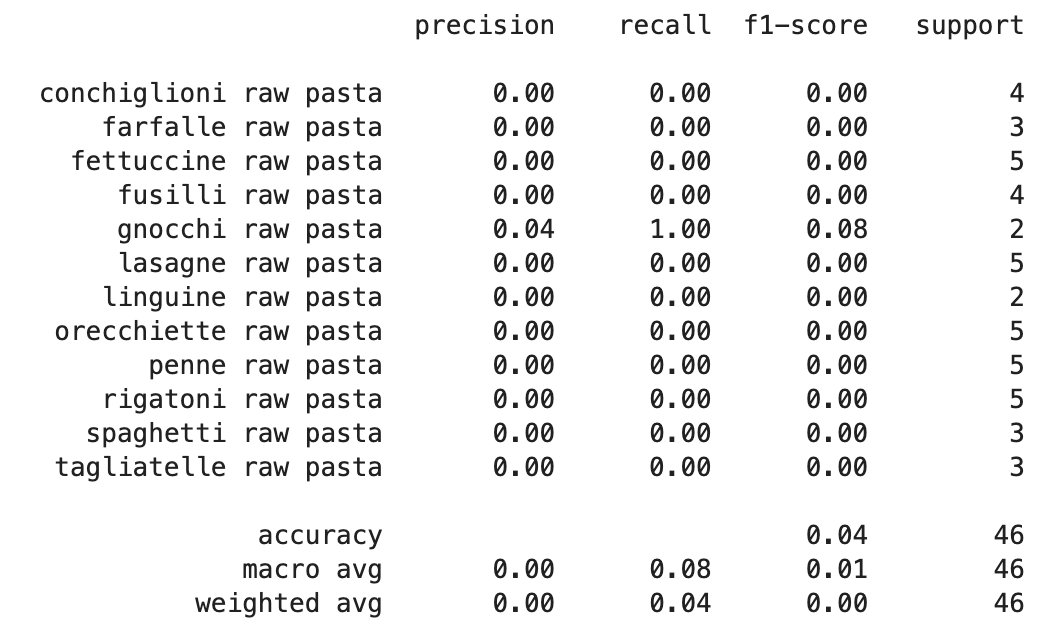 precision recall f1-score support
conchiglioni raw pasta 0.00 0.00 0.00 4
farfalle raw pasta 0.00 0.00 0.00 3
fettuccine raw pasta 0.00 0.00 0.00 5
fusilli raw pasta 0.00 0.00 0.00 4
gnocchi raw pasta 0.04 1.00 0.08 2
lasagne raw pasta 0.00 0.00 0.00 5
linguine raw pasta 0.00 0.00 0.00 2
orecchiette raw pasta 0.00 0.00 0.00 5
penne raw pasta 0.00 0.00 0.00 5
rigatoni raw pasta 0.00 0.00 0.00 5
spaghetti raw pasta 0.00 0.00 0.00 3
tagliatelle raw pasta 0.00 0.00 0.00 3
accuracy 0.04 46
macro avg 0.00 0.08 0.01 46
weighted avg 0.00 0.04 0.00 46